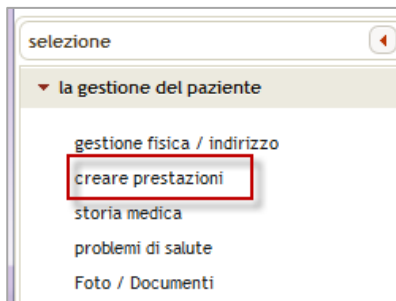 selezione
la gestione del paziente
gestione fisica / indirizzo
creare prestazioni
storia medica
problemi di salute
Foto / Documenti